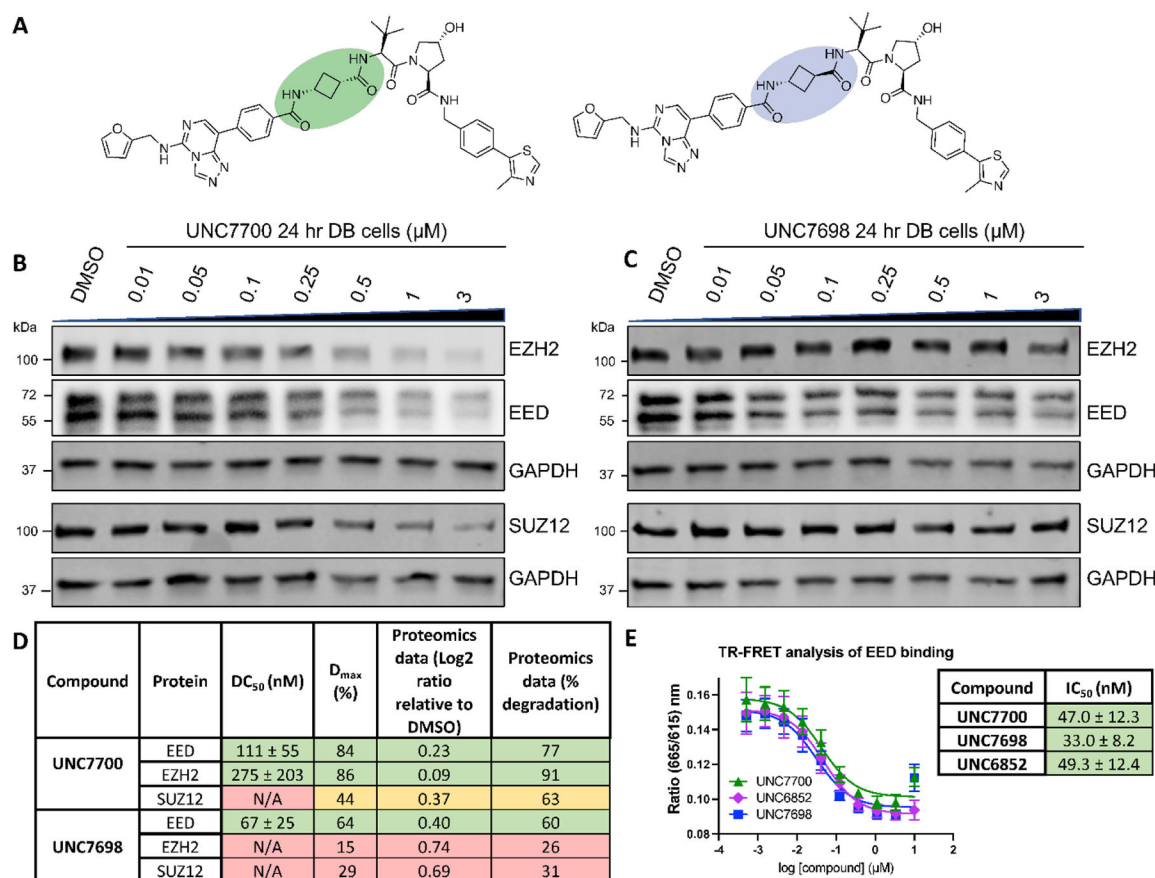 A
O
N
H
N
H
N
N
N
N
O
H
N
O
H
N
O
N
OH
O
NH
S
N
O
N
H
N
N
N
N
O
H
N
O
H
N
O
N
OH
O
NH
S
N
B
UNC7700 24 hr DB cells (µM)
DMSO 0.01 0.05 0.1 0.25 0.5 1 3
kDa
100 EZH2
72
55 EED
37 GAPDH
100 SUZ12
37 GAPDH
C
UNC7698 24 hr DB cells (µM)
DMSO 0.01 0.05 0.1 0.25 0.5 1 3
kDa
100 EZH2
72
55 EED
37 GAPDH
100 SUZ12
37 GAPDH
D
Compound Protein DC50 (nM) Dmax (%) Proteomics data (Log2 ratio relative to DMSO) Proteomics data (% degradation)
UNC7700 EED 111 ± 55 84 0.23 77
EZH2 275 ± 203 86 0.09 91
SUZ12 N/A 44 0.37 63
UNC7698 EED 67 ± 25 64 0.40 60
EZH2 N/A 15 0.74 26
SUZ12 N/A 29 0.69 31
E
TR-FRET analysis of EED binding
Ratio (665/615) nm
0.16
0.14
0.12
0.10
0.08
UNC7700
UNC6852
UNC7698
-4 -3 -2 -1 0 1 2
log [compound] (µM)
Compound IC50 (nM)
UNC7700 47.0 ± 12.3
UNC7698 33.0 ± 8.2
UNC6852 49.3 ± 12.4